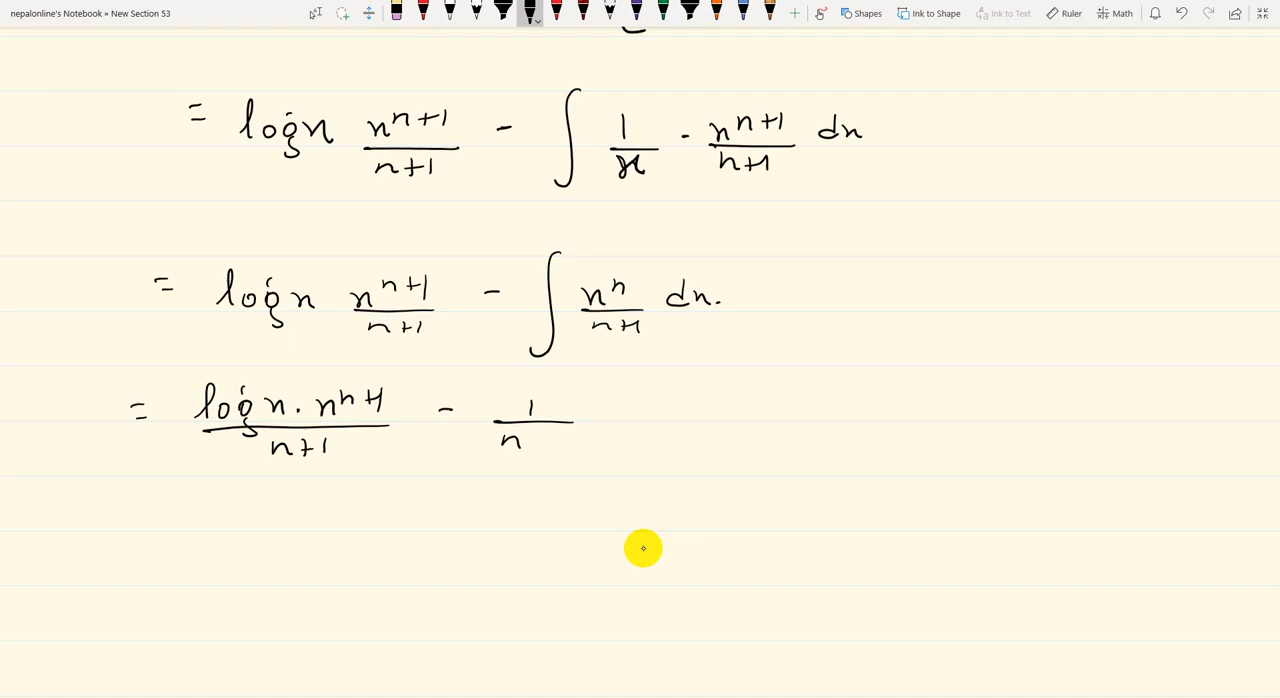 nepalonline's Notebook » New Section 53
Shapes Ink to Shape Ink to Text Ruler Math
= log x x^{n+1}/n+1 - ∫ 1/x · x^{n+1}/n+1 dx
= log x x^{n+1}/n+1 - ∫ x^n/n+1 dx.
= log x · x^{n+1}/n+1 - 1/n